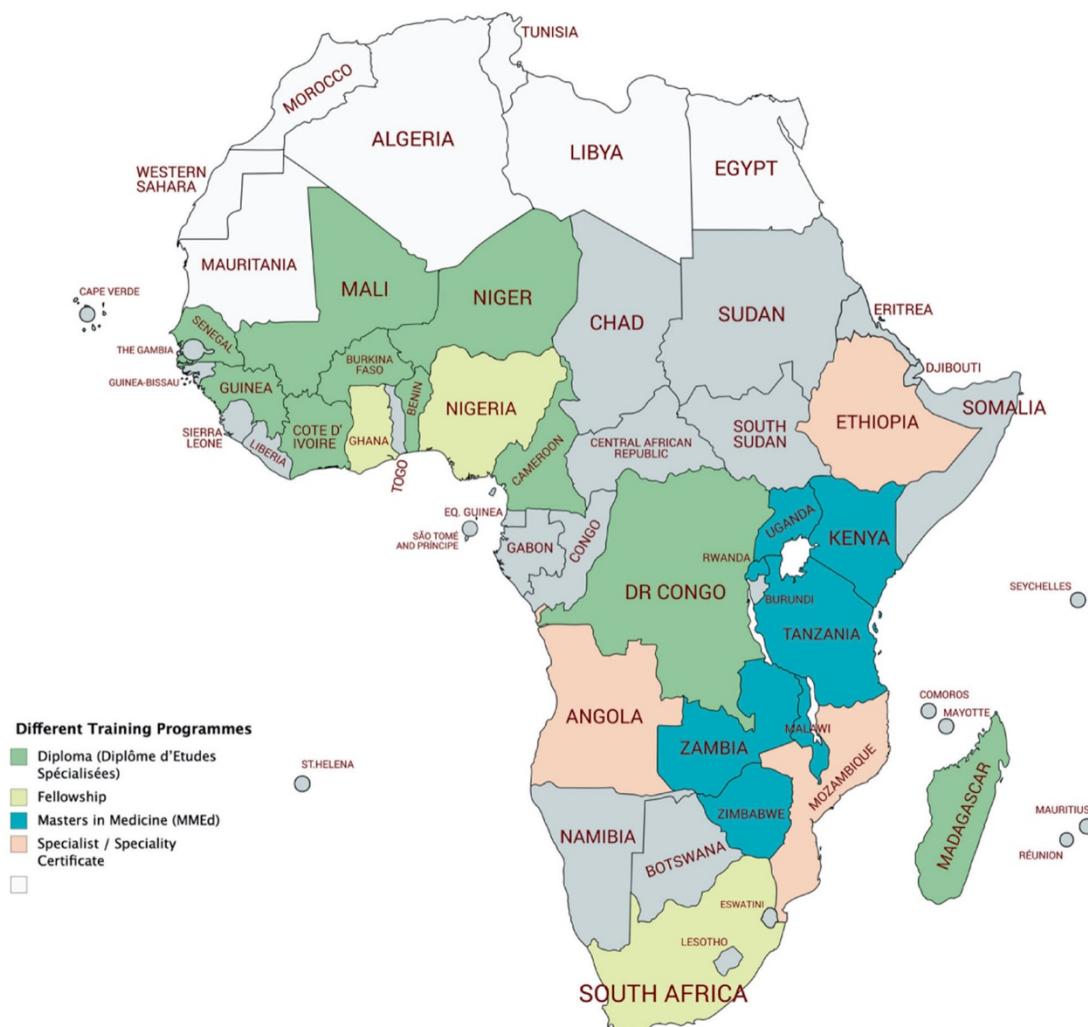 TUNISIA
MOROCCO
ALGERIA
LIBYA
EGYPT
WESTERN
SAHARA
MAURITANIA
MALI
NIGER
CHAD
SUDAN
ERITREA
CAPE VERDE
SENEGAL
THE GAMBIA
GUINEA-BISSAU
GUINEA
BURKINA
FASO
BENIN
NIGERIA
DJIBOUTI
SOMALIA
ETHIOPIA
SOUTH
SUDAN
CENTRAL AFRICAN
REPUBLIC
SIERRA
LEONE
LIBERIA
COTE D'
IVOIRE
GHANA
TOGO
CAMEROON
EQ. GUINEA
SÃO TOMÉ
AND PRÍNCIPE
GABON
CONGO
UGANDA
KENYA
RWANDA
DR CONGO
BURUNDI
TANZANIA
SEYCHELLES
COMOROS
MAYOTTE
ANGOLA
ZAMBIA
MALAWI
MOZAMBIQUE
MADAGASCAR
MAURITIUS
RÉUNION
ZIMBABWE
NAMIBIA
BOTSWANA
ESWATINI
LESOTHO
SOUTH AFRICA
ST.HELENA
Different Training Programmes
Diploma (Diplôme d'Etudes
Spécialisées)
Fellowship
Masters in Medicine (MMEd)
Specialist / Speciality
Certificate